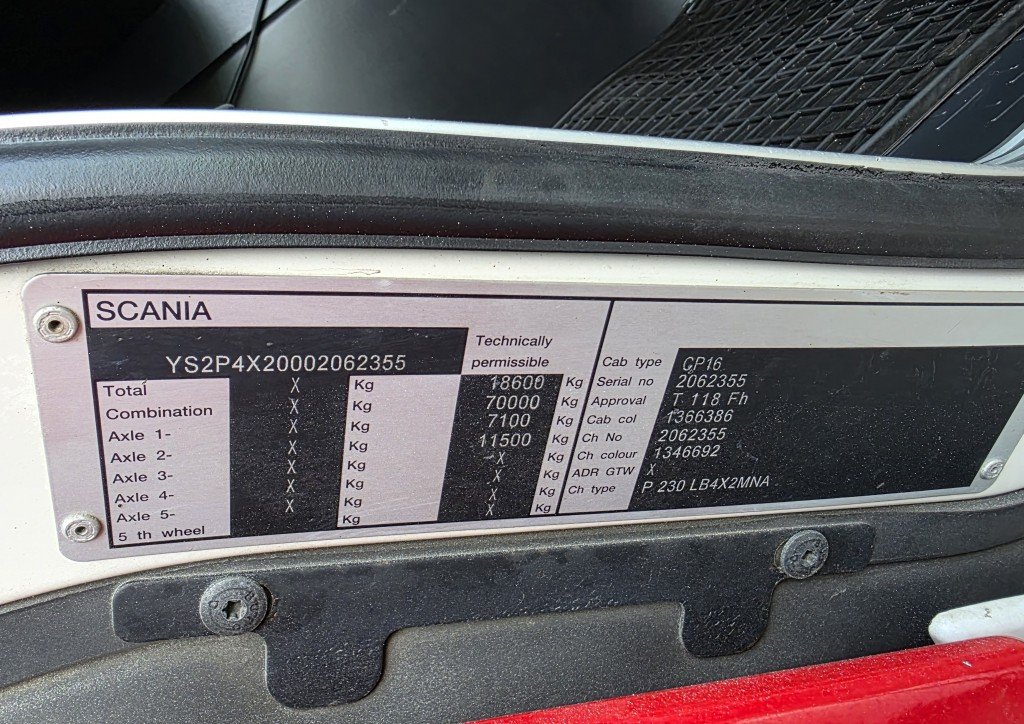 SCANIA
YS2P4X20002062355
Technically
permissible
Total X Kg 18600 Kg
Combination X Kg 70000 Kg
Axle 1- X Kg 7100 Kg
Axle 2- X Kg 11500 Kg
Axle 3- X Kg X Kg
Axle 4- X Kg X Kg
Axle 5- X Kg X Kg
5 th wheel X Kg X Kg
Cab type CP16
Serial no 2062355
Approval T 118 Fh
Cab col 1366386
Ch No 2062355
Ch colour 1346692
ADR GTW X
Ch type P 230 LB4X2MNA